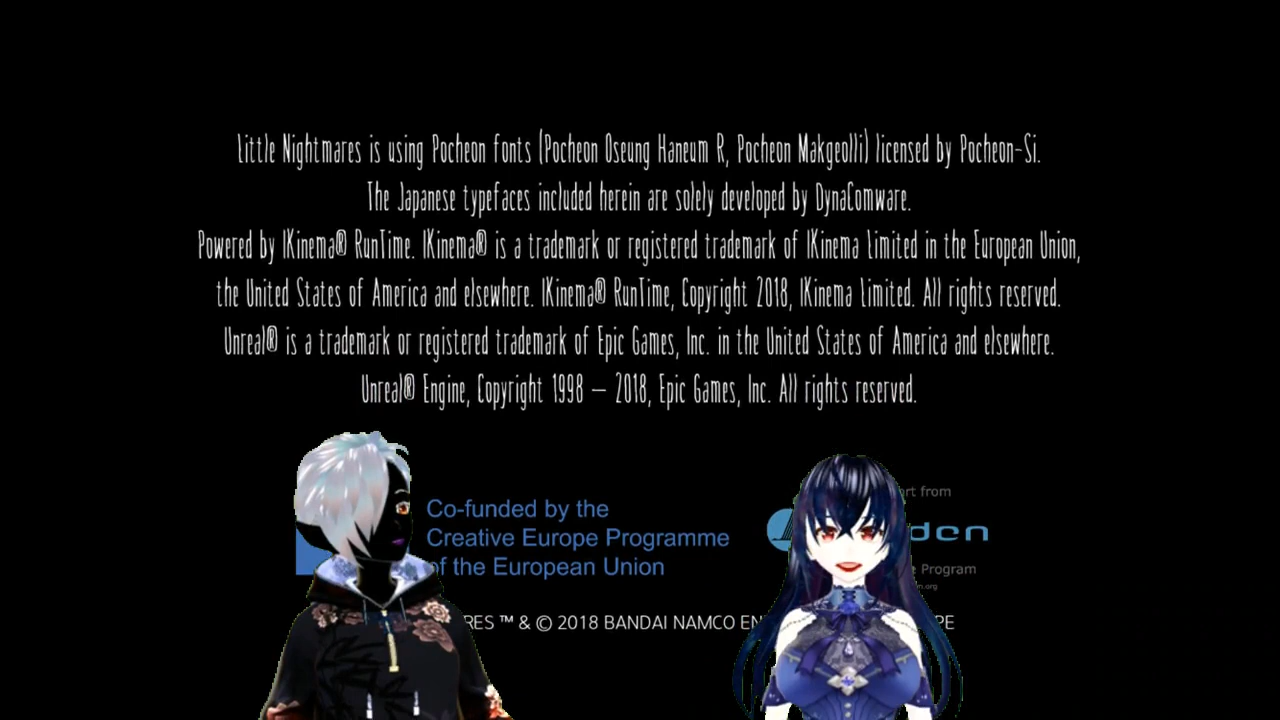 Little Nightmares is using Pocheon fonts (Pocheon Oseung Haneum R, Pocheon Makgeolli) licensed by Pocheon-Si.
The Japanese typefaces included herein are solely developed by DynaComware.
Powered by IKinema® RunTime. IKinema® is a trademark or registered trademark of IKinema Limited in the European Union,
the United States of America and elsewhere. IKinema® RunTime, Copyright 2018, IKinema Limited. All rights reserved.
Unreal® is a trademark or registered trademark of Epic Games, Inc. in the United States of America and elsewhere.
Unreal® Engine, Copyright 1998 – 2018, Epic Games, Inc. All rights reserved.
Co-funded by the
Creative Europe Programme
of the European Union
from
Program
™ & © 2018 BANDAI NAMCO